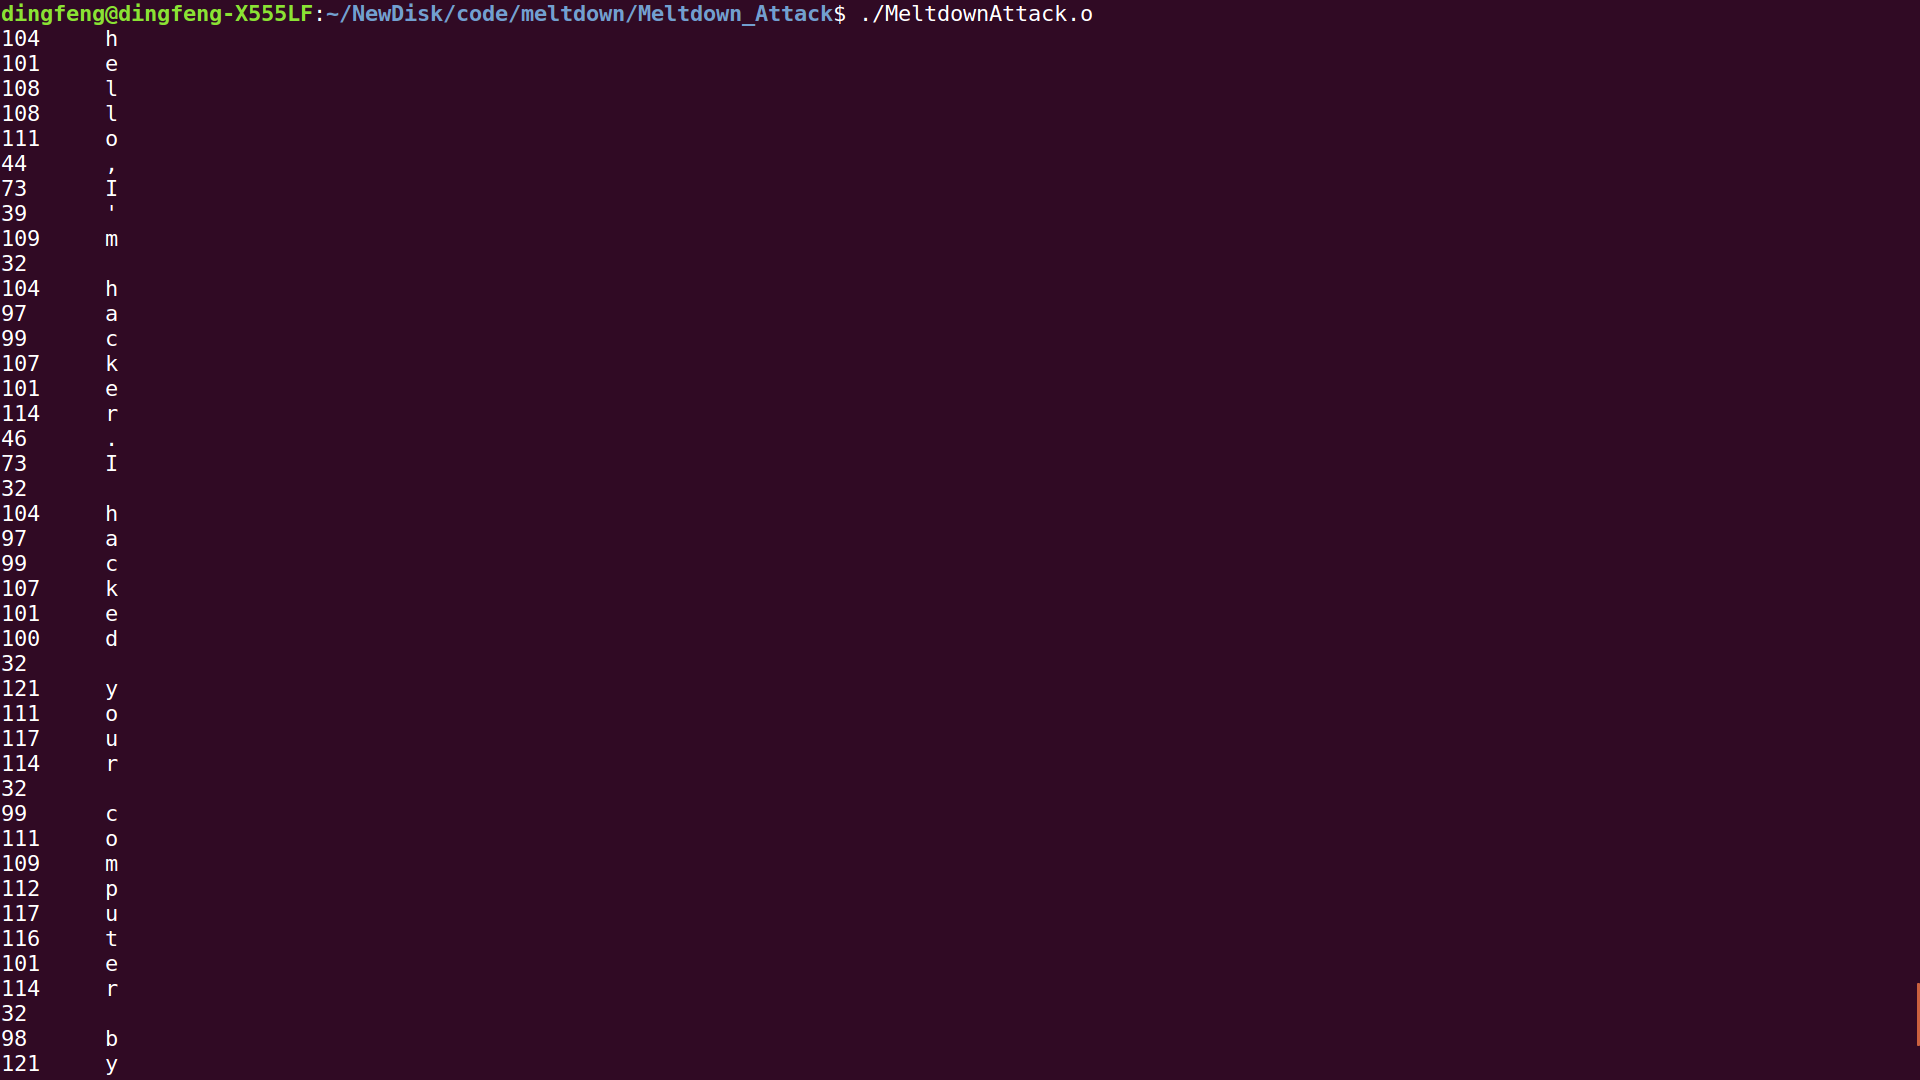 dingfeng@dingfeng-X555LF:~/NewDisk/code/meltdown/Meltdown_Attack$ ./MeltdownAttack.o
104 h
101 e
108 l
108 l
111 o
44 ,
73 I
39 '
109 m
32
104 h
97 a
99 c
107 k
101 e
114 r
46 .
73 I
32
104 h
97 a
99 c
107 k
101 e
100 d
32
121 y
111 o
117 u
114 r
32
99 c
111 o
109 m
112 p
117 u
116 t
101 e
114 r
32
98 b
121 y